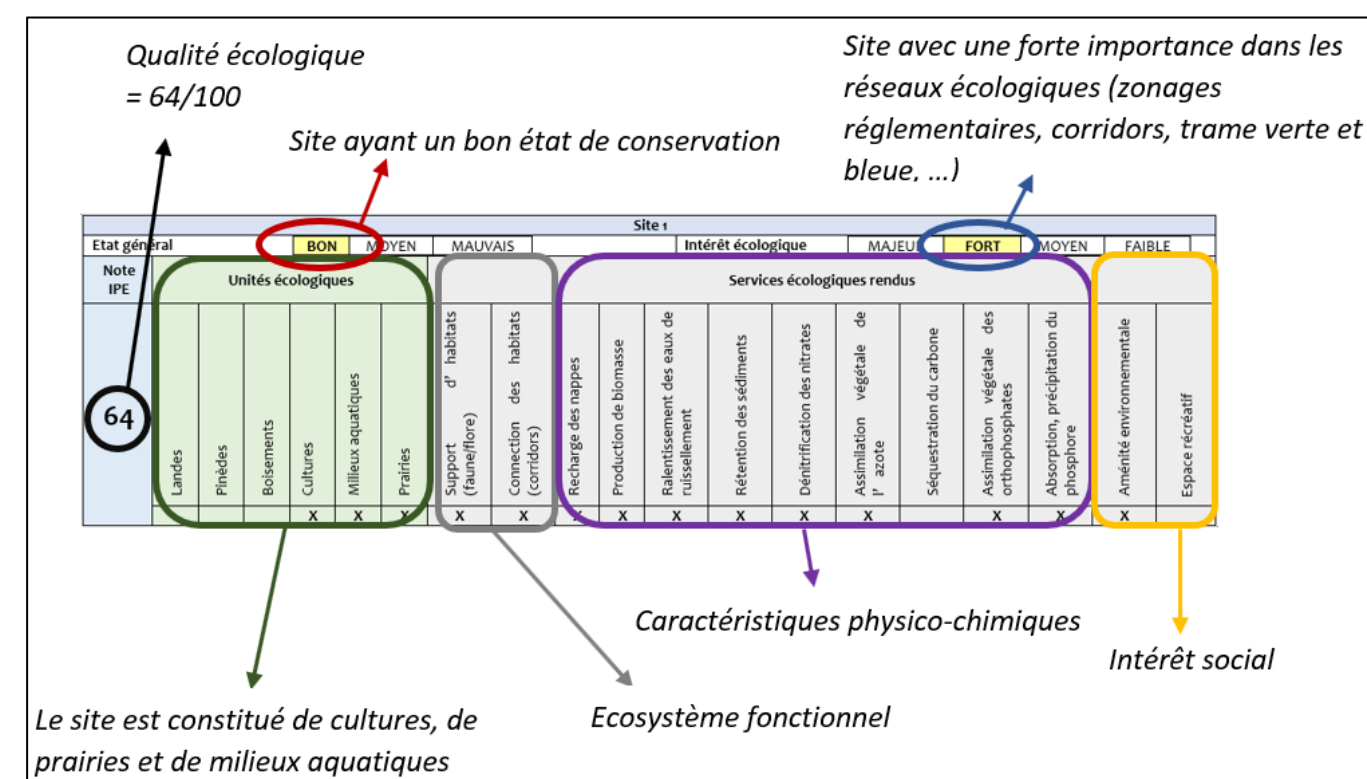 Qualité écologique
= 64/100
Site ayant un bon état de conservation
Site avec une forte importance dans les
réseaux écologiques (zonages
réglementaires, corridors, trame verte et
bleue, ...)
Site 1
Etat général BON MOYEN MAUVAIS Intérêt écologique MAJEUR FORT MOYEN FAIBLE
Note
IPE
Unités écologiques
Services écologiques rendus
64
Landes
Pinèdes
Boisements
Cultures
Milieux aquatiques
Prairies
Support d' habitats
(faune/flore)
Connection des habitats
(corridors)
Recharge des nappes
Production de biomasse
Ralentissement des eaux de
ruissellement
Rétention des sédiments
Dénitrification des nitrates
Assimilation végétale de
l' azote
Séquestration du carbone
Assimilation végétale des
orthophosphates
Absorption, précipitation du
phosphore
Aménité environnementale
Espace récréatif
X X X X X X X X X X X X X X
Caractéristiques physico-chimiques
Intérêt social
Ecosystème fonctionnel
Le site est constitué de cultures, de
prairies et de milieux aquatiques